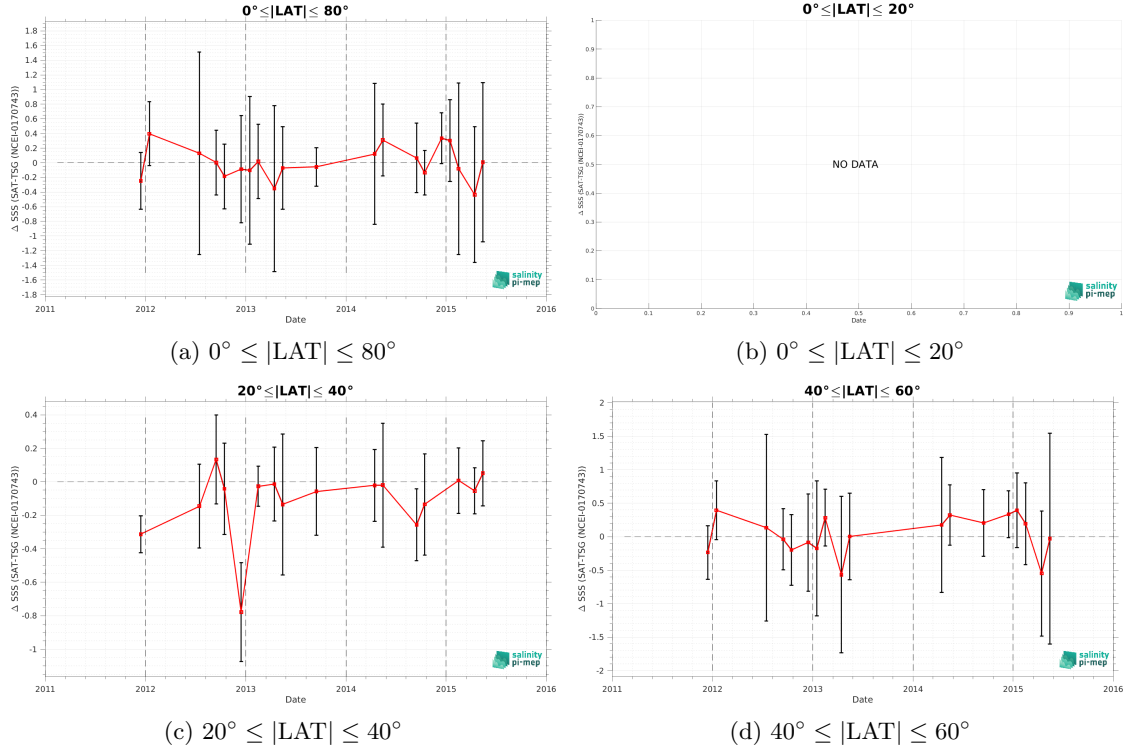 0°≤|LAT|≤ 80°
Δ SSS (SAT-TSG (NCEI-0170743))
1.8
1.6
1.4
1.2
1
0.8
0.6
0.4
0.2
0
-0.2
-0.4
-0.6
-0.8
-1
-1.2
-1.4
-1.6
-1.8
2011 2012 2013 2014 2015 2016
Date
salinity
pi-mep
(a) 0° ≤ |LAT| ≤ 80°
0°≤|LAT|≤ 20°
Δ SSS (SAT-TSG (NCEI-0170743))
1
0.9
0.8
0.7
0.6
0.5
0.4
0.3
0.2
0.1
0
NO DATA
0 0.1 0.2 0.3 0.4 0.5 0.6 0.7 0.8 0.9 1
Date
salinity
pi-mep
(b) 0° ≤ |LAT| ≤ 20°
20°≤|LAT|≤ 40°
Δ SSS (SAT-TSG (NCEI-0170743))
0.4
0.2
0
-0.2
-0.4
-0.6
-0.8
-1
2011 2012 2013 2014 2015 2016
Date
salinity
pi-mep
(c) 20° ≤ |LAT| ≤ 40°
40°≤|LAT|≤ 60°
Δ SSS (SAT-TSG (NCEI-0170743))
2
1.5
1
0.5
0
-0.5
-1
-1.5
-2
2011 2012 2013 2014 2015 2016
Date
salinity
pi-mep
(d) 40° ≤ |LAT| ≤ 60°